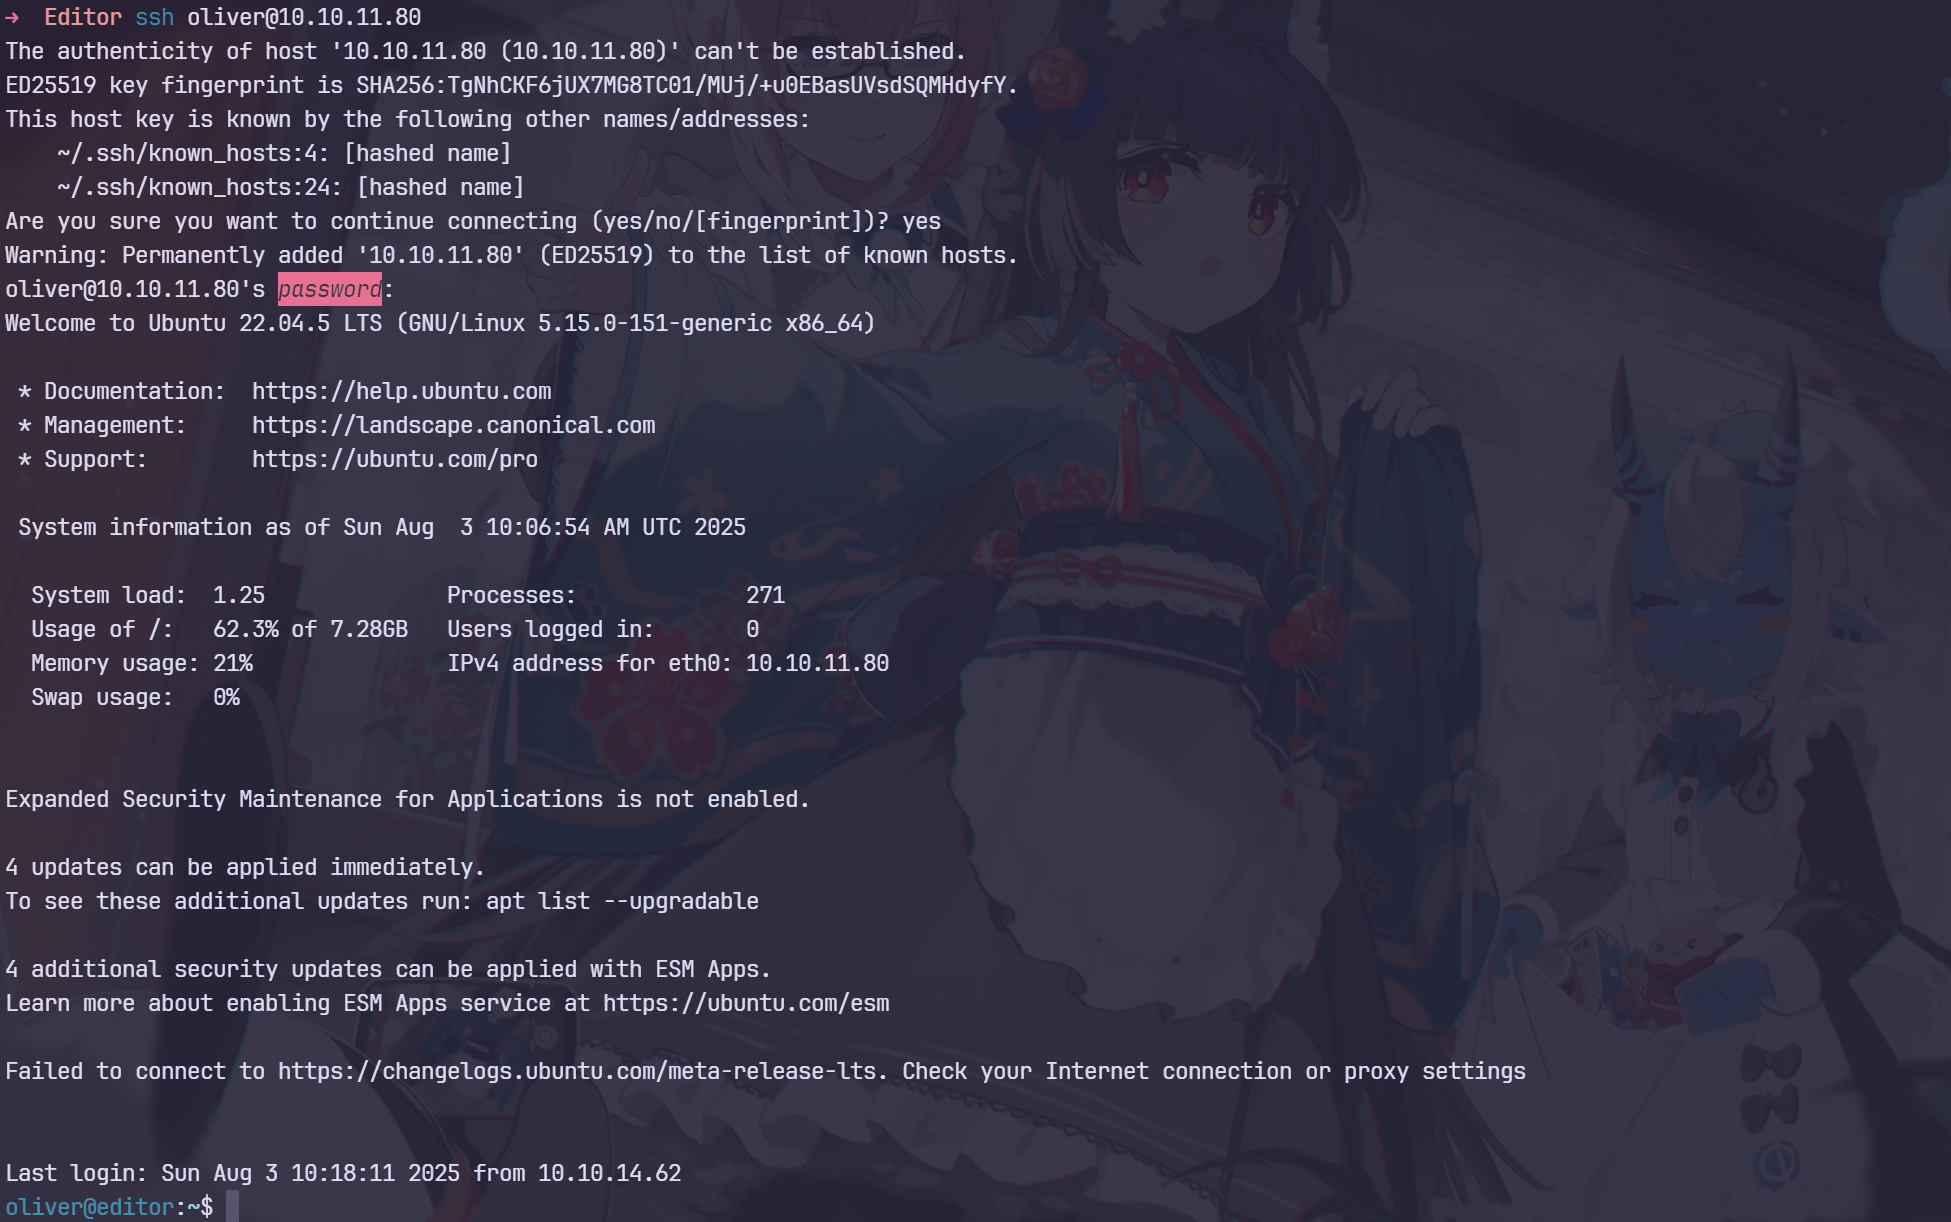 →  Editor ssh oliver@10.10.11.80
The authenticity of host '10.10.11.80 (10.10.11.80)' can't be established.
ED25519 key fingerprint is SHA256:TgNhCKF6jUX7MG8TC01/MUj/+u0EBasUVsdSQMHdyfY.
This host key is known by the following other names/addresses:
    ~/.ssh/known_hosts:4: [hashed name]
    ~/.ssh/known_hosts:24: [hashed name]
Are you sure you want to continue connecting (yes/no/[fingerprint])? yes
Warning: Permanently added '10.10.11.80' (ED25519) to the list of known hosts.
oliver@10.10.11.80's password:
Welcome to Ubuntu 22.04.5 LTS (GNU/Linux 5.15.0-151-generic x86_64)

 * Documentation:  https://help.ubuntu.com
 * Management:     https://landscape.canonical.com
 * Support:        https://ubuntu.com/pro

 System information as of Sun Aug  3 10:06:54 AM UTC 2025

  System load:  1.25              Processes:             271
  Usage of /:   62.3% of 7.28GB   Users logged in:       0
  Memory usage: 21%               IPv4 address for eth0: 10.10.11.80
  Swap usage:   0%


Expanded Security Maintenance for Applications is not enabled.

4 updates can be applied immediately.
To see these additional updates run: apt list --upgradable

4 additional security updates can be applied with ESM Apps.
Learn more about enabling ESM Apps service at https://ubuntu.com/esm

Failed to connect to https://changelogs.ubuntu.com/meta-release-lts. Check your Internet connection or proxy settings


Last login: Sun Aug 3 10:18:11 2025 from 10.10.14.62
oliver@editor:~$